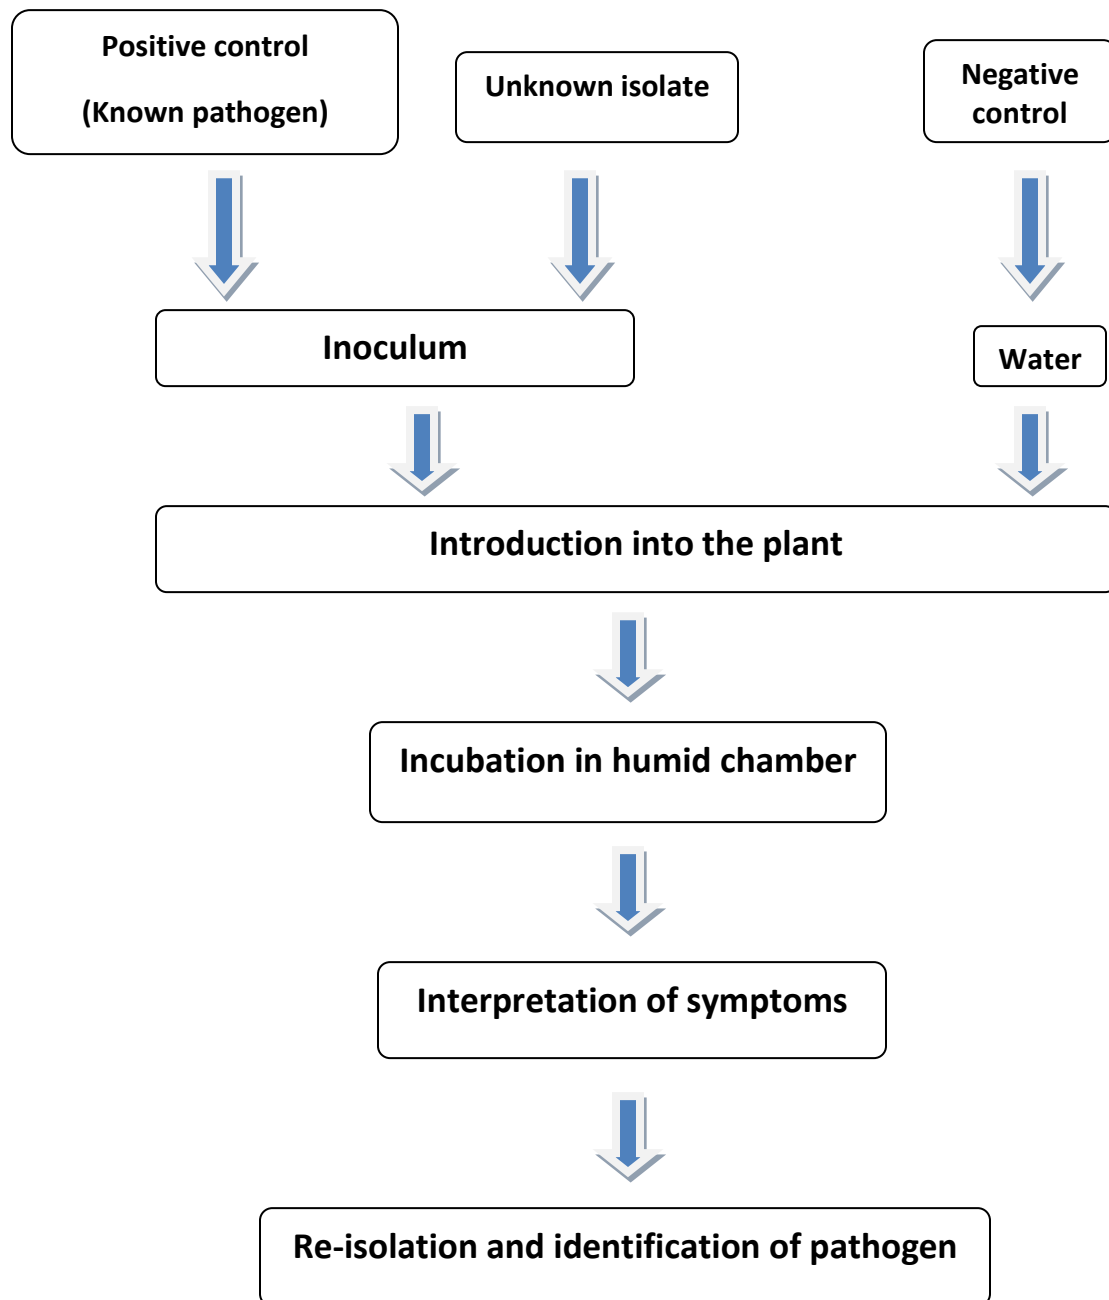 Positive control
(Known pathogen)
Unknown isolate
Negative
control
Inoculum
Water
Introduction into the plant
Incubation in humid chamber
Interpretation of symptoms
Re-isolation and identification of pathogen